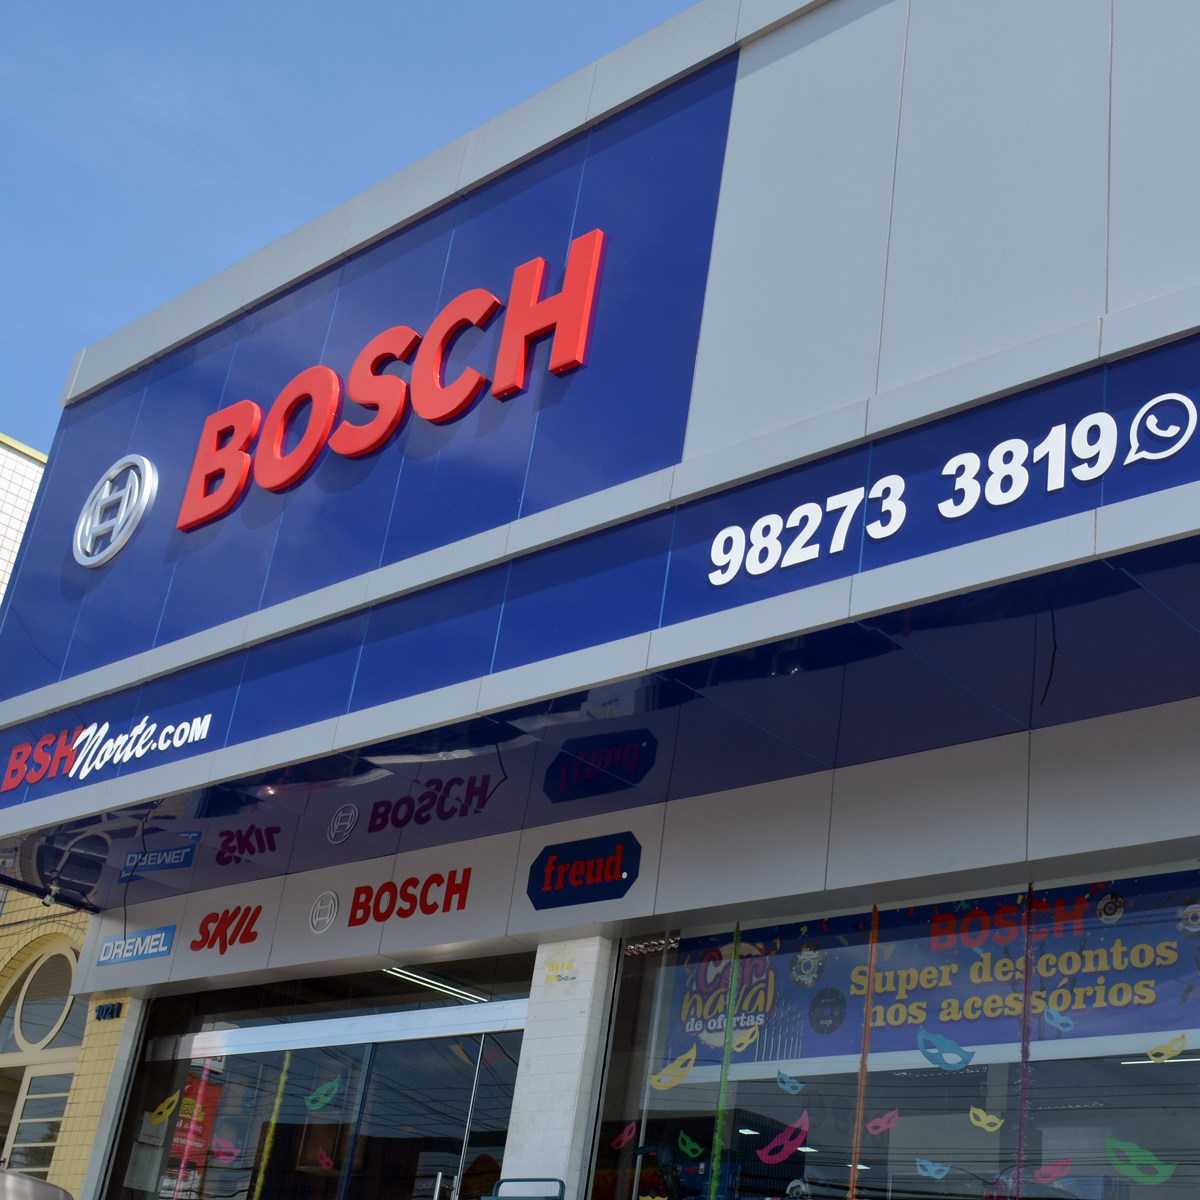 BOSCH
98273 3819
BSHNorte.COM
DREMEL
SKIL
BOSCH
freud.
BOSCH
Carnaval
de ofertas
Super descontos
nos acessórios